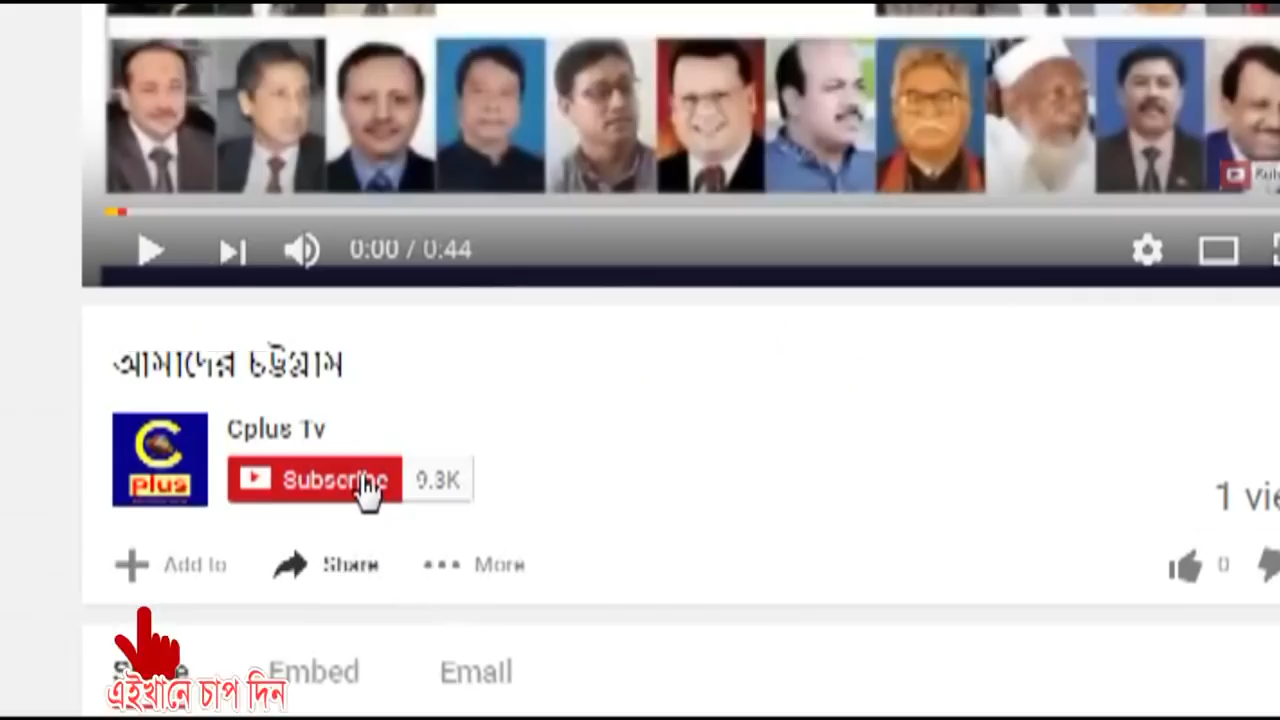 0:00 / 0:44
আমাদের চট্টগ্রাম
C plus
Cplus Tv
Subscribe 9.3K
1 vie
Add to Share More 0
Embed Email
এইখানে চাপ দিন